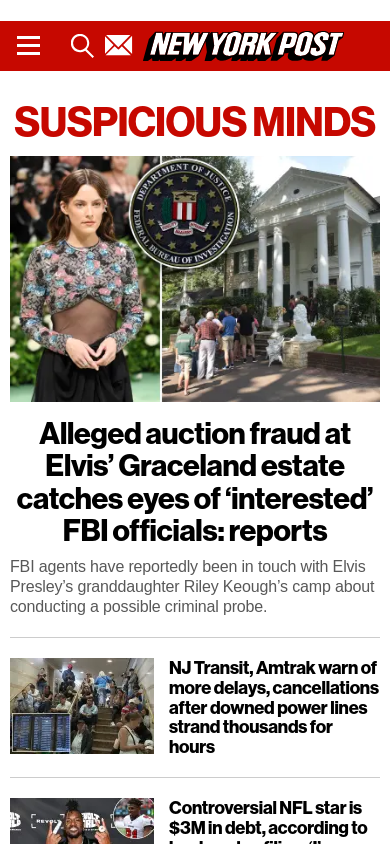 NEW YORK POST
SUSPICIOUS MINDS
DEPARTMENT OF JUSTICE
FEDERAL BUREAU OF INVESTIGATION
Alleged auction fraud at
Elvis’ Graceland estate
catches eyes of ‘interested’
FBI officials: reports
FBI agents have reportedly been in touch with Elvis
Presley’s granddaughter Riley Keough’s camp about
conducting a possible criminal probe.
NJ Transit, Amtrak warn of
more delays, cancellations
after downed power lines
strand thousands for
hours
REVOLVE
Controversial NFL star is
$3M in debt, according to